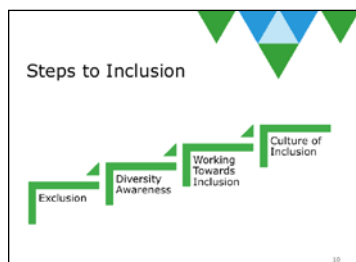 Steps to Inclusion
Exclusion
Diversity
Awareness
Working
Towards
Inclusion
Culture of
Inclusion
10